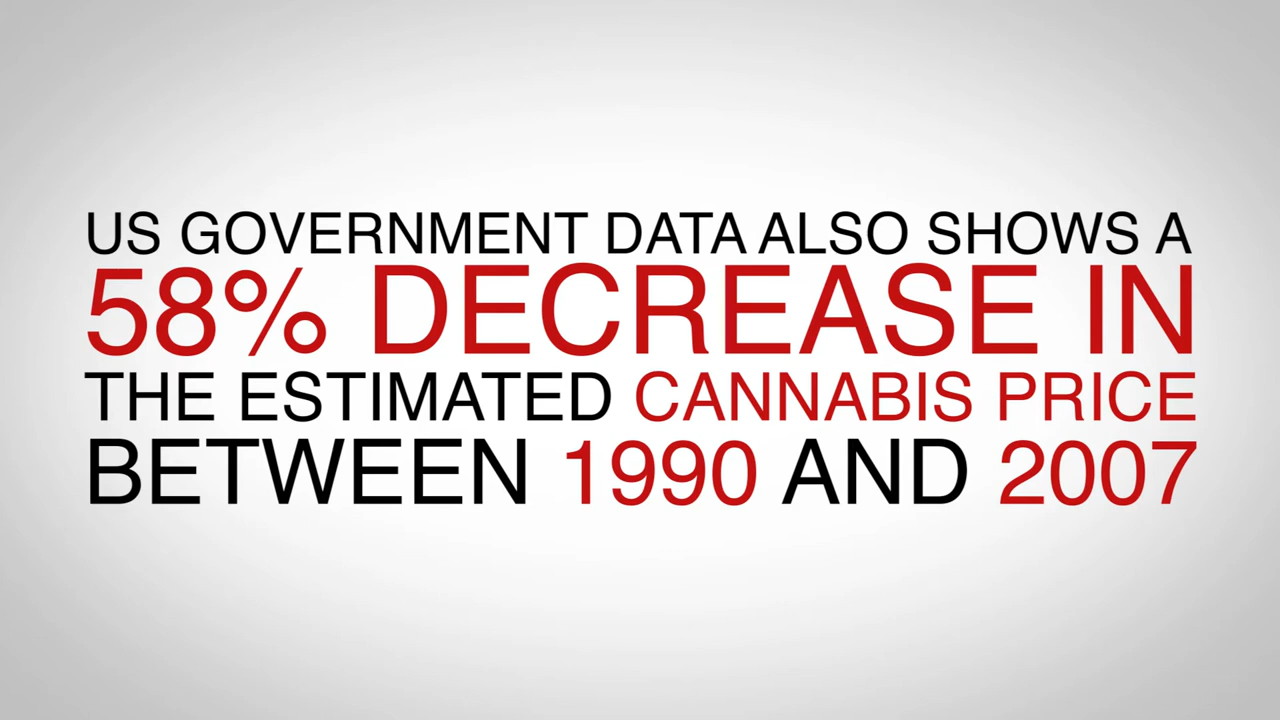 US GOVERNMENT DATA ALSO SHOWS A
58% DECREASE IN
THE ESTIMATED CANNABIS PRICE
BETWEEN 1990 AND 2007